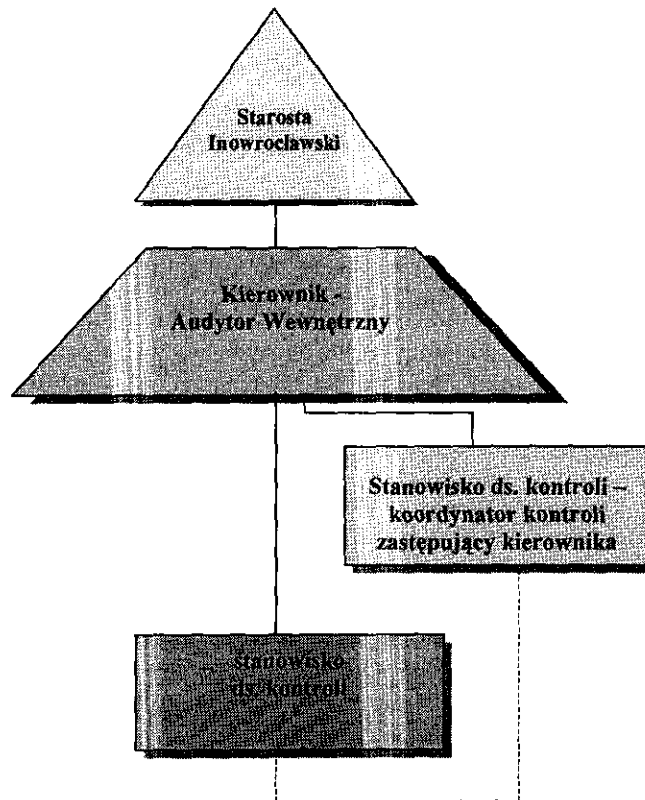 Starosta
Inowrocławski
Kierownik -
Audytor Wewnętrzny
Stanowisko ds. kontroli –
koordynator kontroli
zastępujący kierownika
Stanowisko
ds. kontroli